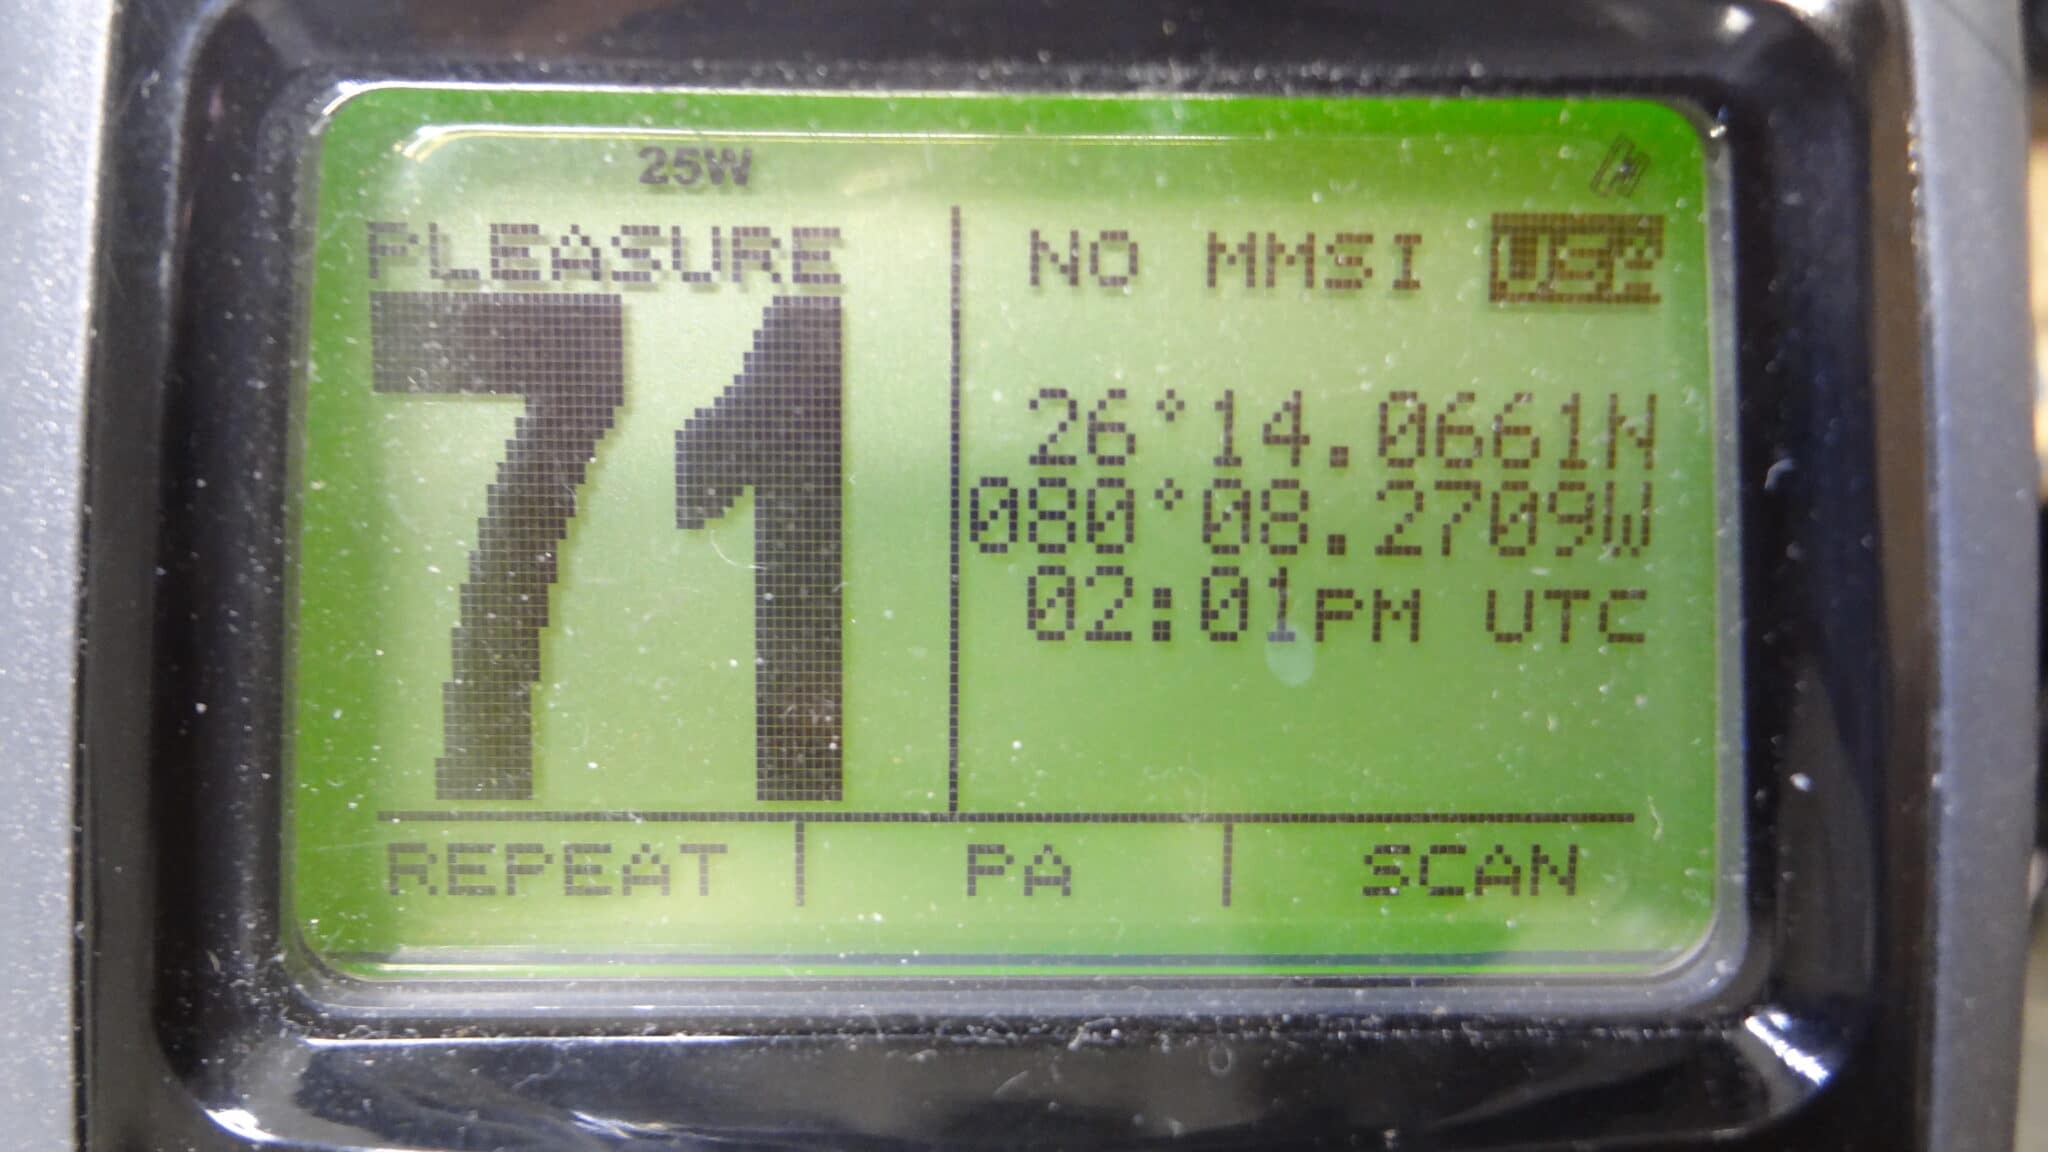 25W
PLEASURE
71
NO MMSI USA
26°14.0661N
080°08.2709W
02:01PM UTC
REPEAT PA SCAN